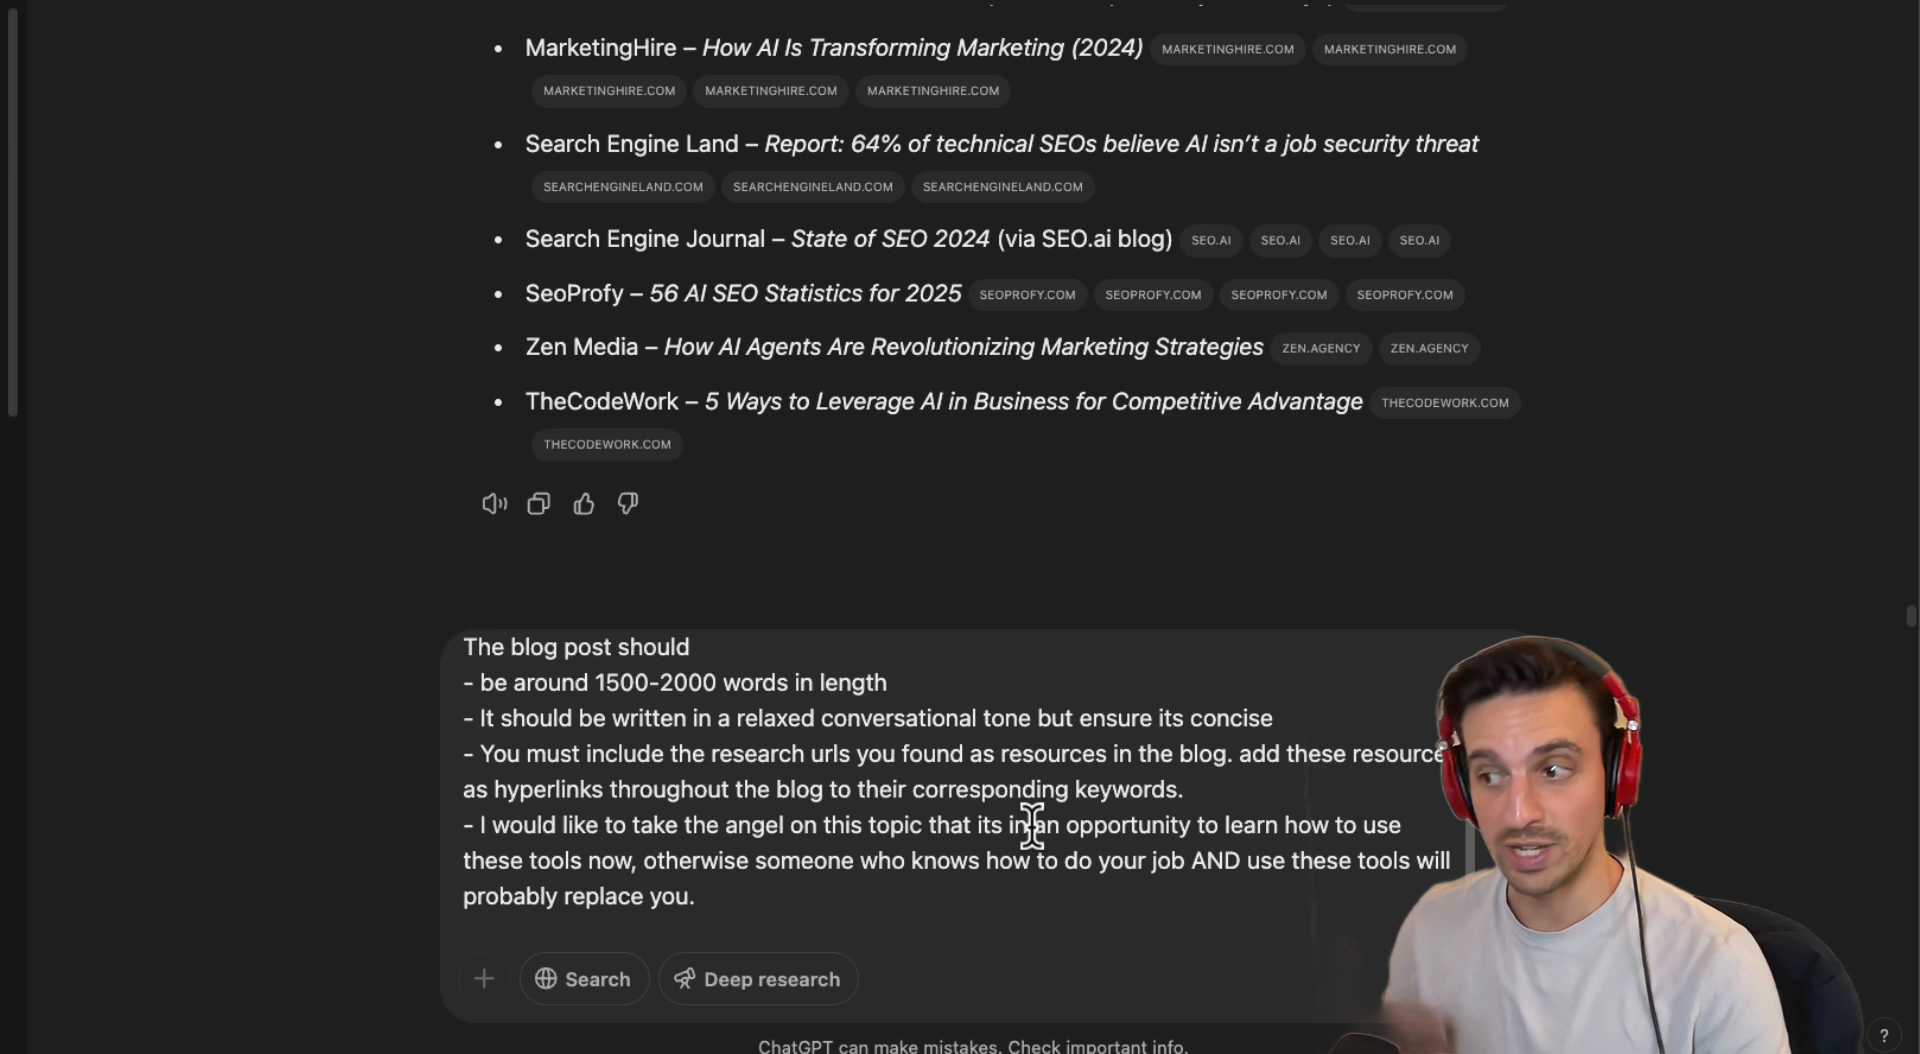 • MarketingHire – How AI Is Transforming Marketing (2024) MARKETINGHIRE.COM MARKETINGHIRE.COM
MARKETINGHIRE.COM MARKETINGHIRE.COM MARKETINGHIRE.COM
• Search Engine Land – Report: 64% of technical SEOs believe AI isn’t a job security threat
SEARCHENGINELAND.COM SEARCHENGINELAND.COM SEARCHENGINELAND.COM
• Search Engine Journal – State of SEO 2024 (via SEO.ai blog) SEO.AI SEO.AI SEO.AI SEO.AI
• SeoProfy – 56 AI SEO Statistics for 2025 SEOPROFY.COM SEOPROFY.COM SEOPROFY.COM SEOPROFY.COM
• Zen Media – How AI Agents Are Revolutionizing Marketing Strategies ZEN.AGENCY ZEN.AGENCY
• TheCodeWork – 5 Ways to Leverage AI in Business for Competitive Advantage THECODEWORK.COM
THECODEWORK.COM
The blog post should
- be around 1500-2000 words in length
- It should be written in a relaxed conversational tone but ensure its concise
- You must include the research urls you found as resources in the blog. add these resource
as hyperlinks throughout the blog to their corresponding keywords.
- I would like to take the angel on this topic that its in an opportunity to learn how to use
these tools now, otherwise someone who knows how to do your job AND use these tools will
probably replace you.
Search Deep research
ChatGPT can make mistakes. Check important info.
?